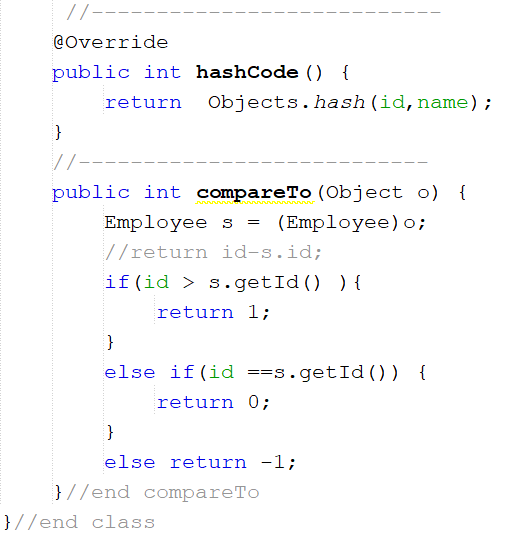 //---------------------------
@Override
public int hashCode() {
return  Objects.hash(id,name);
}
//---------------------------
public int compareTo(Object o) {
Employee s = (Employee)o;
//return id-s.id;
if(id > s.getId() ){
return 1;
}
else if(id ==s.getId()) {
return 0;
}
else return -1;
}//end compareTo
}//end class